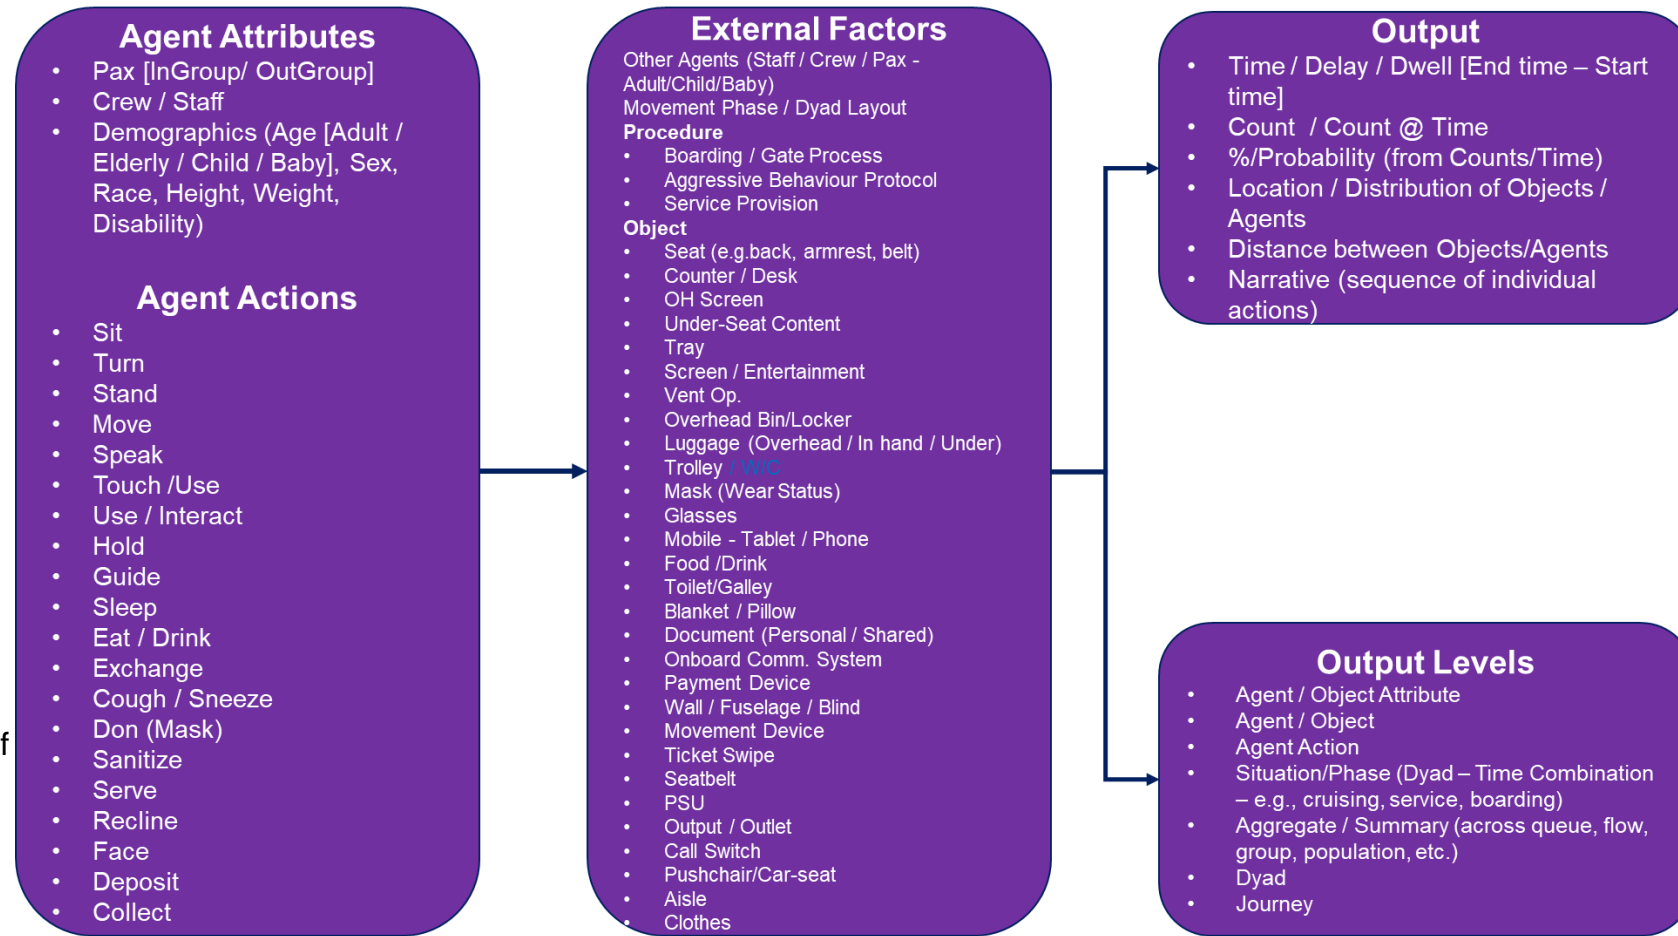 Agent Attributes
• Pax [InGroup/ OutGroup]
• Crew / Staff
• Demographics (Age [Adult /
Elderly / Child / Baby], Sex,
Race, Height, Weight,
Disability)
Agent Actions
• Sit
• Turn
• Stand
• Move
• Speak
• Touch /Use
• Use / Interact
• Hold
• Guide
• Sleep
• Eat / Drink
• Exchange
• Cough / Sneeze
• Don (Mask)
f
• Sanitize
• Serve
• Recline
• Face
• Deposit
• Collect
External Factors
Other Agents (Staff / Crew / Pax -
Adult/Child/Baby)
Movement Phase / Dyad Layout
Procedure
• Boarding / Gate Process
• Aggressive Behaviour Protocol
• Service Provision
Object
• Seat (e.g.back, armrest, belt)
• Counter / Desk
• OH Screen
• Under-Seat Content
• Tray
• Screen / Entertainment
• Vent Op.
• Overhead Bin/Locker
• Luggage (Overhead / In hand / Under)
• Trolley / W/C
• Mask (Wear Status)
• Glasses
• Mobile - Tablet / Phone
• Food /Drink
• Toilet/Galley
• Blanket / Pillow
• Document (Personal / Shared)
• Onboard Comm. System
• Payment Device
• Wall / Fuselage / Blind
• Movement Device
• Ticket Swipe
• Seatbelt
• PSU
• Output / Outlet
• Call Switch
• Pushchair/Car-seat
• Aisle
• Clothes
Output
• Time / Delay / Dwell [End time – Start
time]
• Count / Count @ Time
• %/Probability (from Counts/Time)
• Location / Distribution of Objects /
Agents
• Distance between Objects/Agents
• Narrative (sequence of individual
actions)
Output Levels
• Agent / Object Attribute
• Agent / Object
• Agent Action
• Situation/Phase (Dyad – Time Combination
– e.g., cruising, service, boarding)
• Aggregate / Summary (across queue, flow,
group, population, etc.)
• Dyad
• Journey